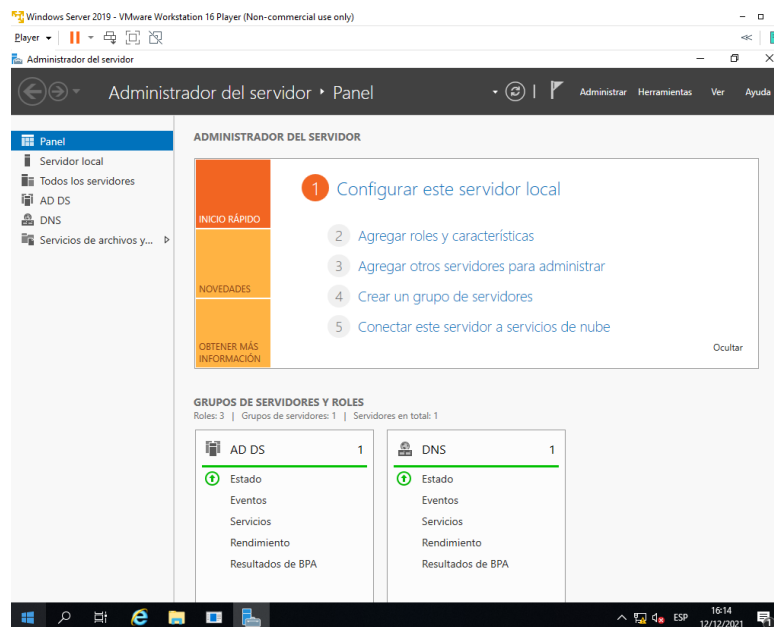 Windows Server 2019 - VMware Workstation 16 Player (Non-commercial use only)
Player
Administrador del servidor
Administrador del servidor
Panel
Administrar Herramientas Ver Ayuda
Panel
Servidor local
Todos los servidores
AD DS
DNS
Servicios de archivos y...
ADMINISTRADOR DEL SERVIDOR
INICIO RÁPIDO
NOVEDADES
OBTENER MÁS
INFORMACIÓN
1 Configurar este servidor local
2 Agregar roles y características
3 Agregar otros servidores para administrar
4 Crear un grupo de servidores
5 Conectar este servidor a servicios de nube
Ocultar
GRUPOS DE SERVIDORES Y ROLES
Roles: 3 | Grupos de servidores: 1 | Servidores en total: 1
AD DS 1
Estado
Eventos
Servicios
Rendimiento
Resultados de BPA
DNS 1
Estado
Eventos
Servicios
Rendimiento
Resultados de BPA
ESP
16:14
12/12/2021